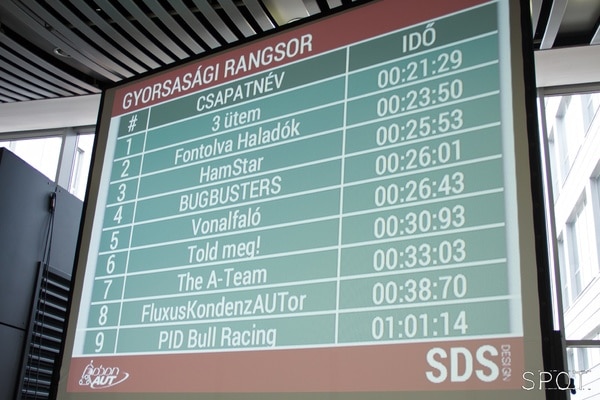 GYORSASÁGI RANGSOR
# CSAPATNÉV IDŐ
1 3 ütem 00:21:29
2 Fontolva Haladók 00:23:50
3 HamStar 00:25:53
4 BUGBUSTERS 00:26:01
5 Vonalfaló 00:26:43
6 Told meg! 00:30:93
7 The A-Team 00:33:03
8 FluxusKondenzAUTor 00:38:70
9 PID Bull Racing 01:01:14
AUT
SDS DESIGN
SPOT